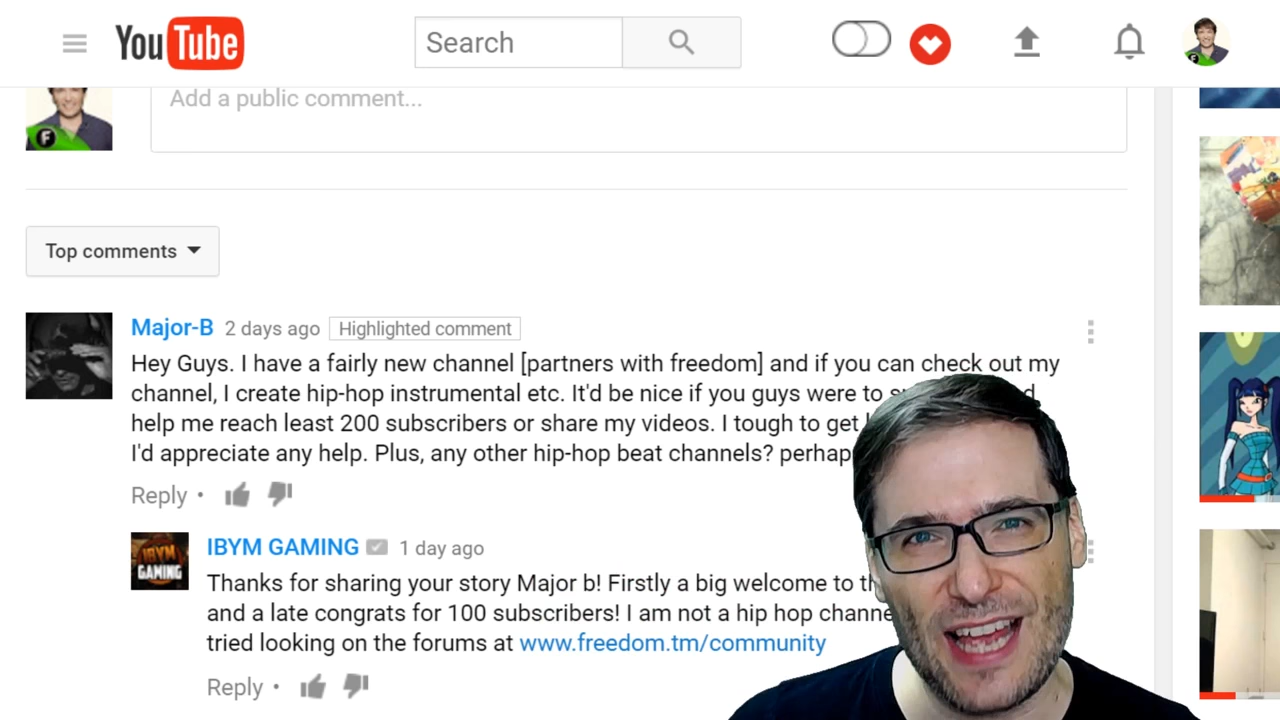 YouTube
Search
Add a public comment...
Top comments
Major-B 2 days ago Highlighted comment
Hey Guys. I have a fairly new channel [partners with freedom] and if you can check out my
channel, I create hip-hop instrumental etc. It'd be nice if you guys were to
help me reach least 200 subscribers or share my videos. I tough to get
I'd appreciate any help. Plus, any other hip-hop beat channels?
Reply
IBYM GAMING 1 day ago
Thanks for sharing your story Major b! Firstly a big welcome to
and a late congrats for 100 subscribers! I am not a hip hop
tried looking on the forums at www.freedom.tm/community
IBYM
GAMING
Reply